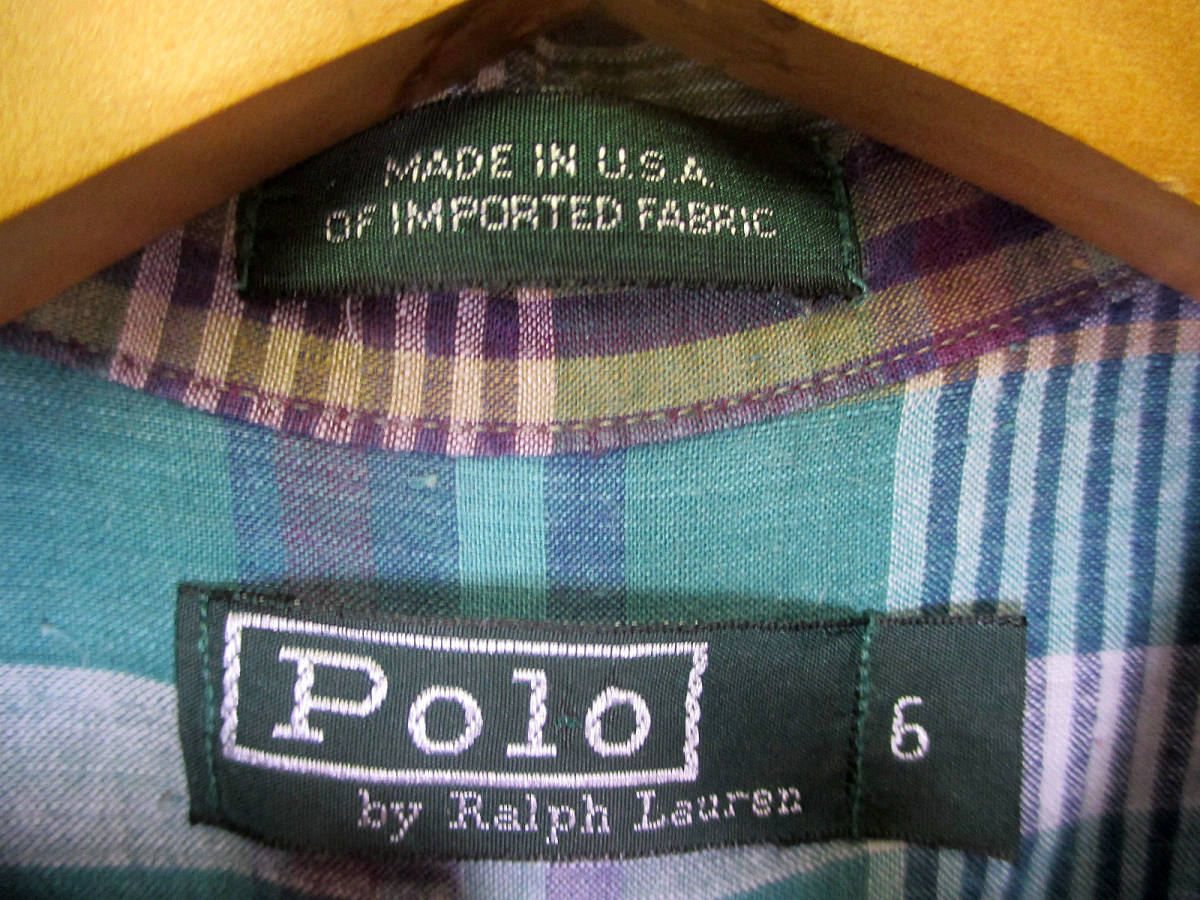 MADE IN U.S.A.
OF IMPORTED FABRIC
Polo
by Ralph Lauren
6